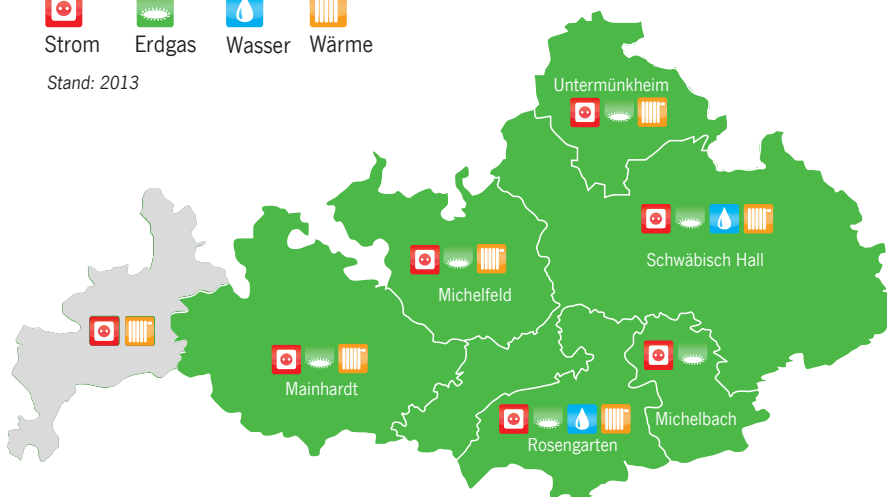 Strom Erdgas Wasser Wärme
Stand: 2013
Untermünkheim
Schwäbisch Hall
Michelfeld
Mainhardt
Michelbach
Rosengarten